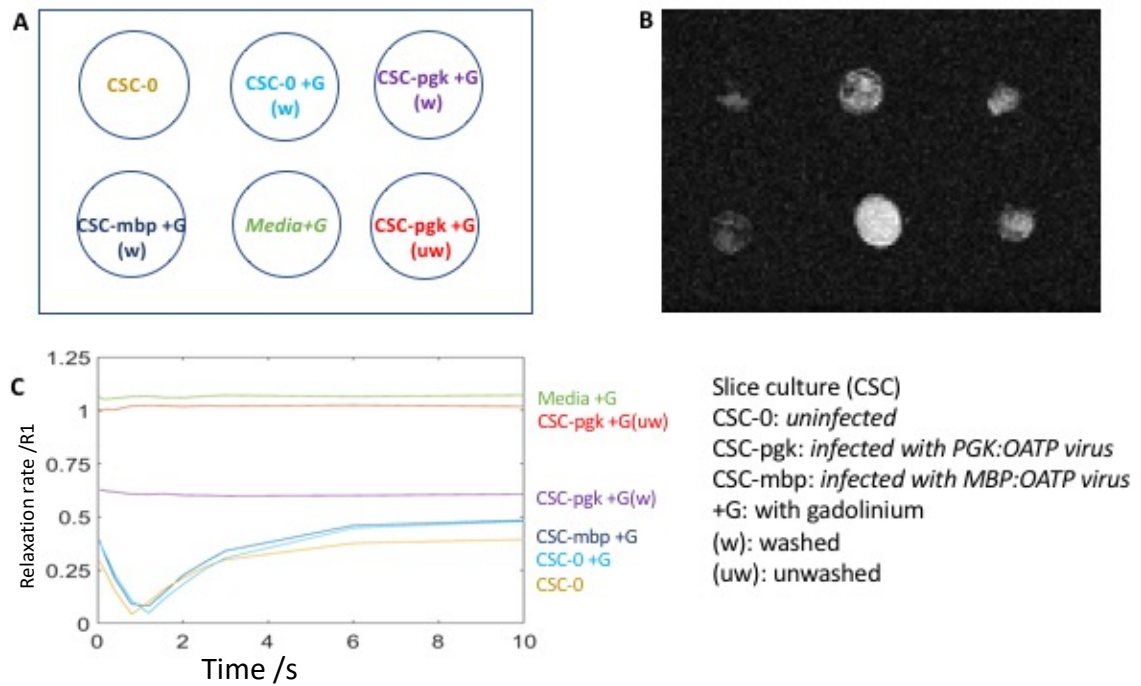 A
B
CSC-0
CSC-0 +G
(w)
CSC-pgk +G
(w)
CSC-mbp +G
(w)
Media+G
CSC-pgk +G
(uw)
C
Relaxation rate /R1
1.25
1
0.75
0.5
0.25
0
0
2
4
6
8
10
Time /s
Media +G
CSC-pgk +G(uw)
CSC-pgk +G(w)
CSC-mbp +G
CSC-0 +G
CSC-0
Slice culture (CSC)
CSC-0: uninfected
CSC-pgk: infected with PGK:OATP virus
CSC-mbp: infected with MBP:OATP virus
+G: with gadolinium
(w): washed
(uw): unwashed